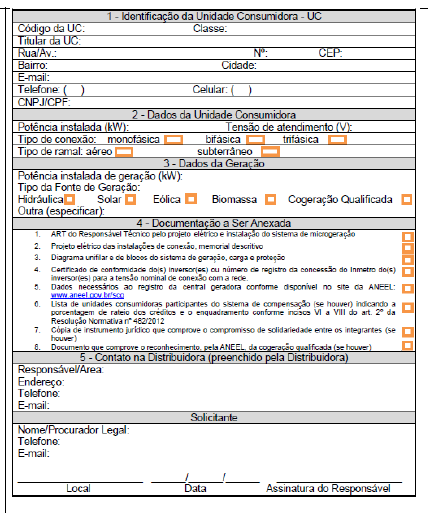 1 - Identificação da Unidade Consumidora - UC
Código da UC: Classe:
Titular da UC:
Rua/Av.: Nº: CEP:
Bairro: Cidade:
E-mail:
Telefone: ( ) Celular: ( )
CNPJ/CPF:
2 - Dados da Unidade Consumidora
Potência instalada (kW): Tensão de atendimento (V):
Tipo de conexão: monofásica bifásica trifásica
Tipo de ramal: aéreo subterrâneo
3 - Dados da Geração
Potência instalada de geração (kW):
Tipo da Fonte de Geração:
Hidráulica Solar Eólica Biomassa Cogeração Qualificada
Outra (especificar):
4 - Documentação a Ser Anexada
1. ART do Responsável Técnico pelo projeto elétrico e instalação do sistema de microgeração
2. Projeto elétrico das instalações de conexão, memorial descritivo
3. Diagrama unifilar e de blocos do sistema de geração, carga e proteção
4. Certificado de conformidade do(s) inversor(es) ou número de registro da concessão do Inmetro do(s)
inversor(es) para a tensão nominal de conexão com a rede.
5. Dados necessários ao registro da central geradora conforme disponível no site da ANEEL:
www.aneel.gov.br/scg
6. Lista de unidades consumidoras participantes do sistema de compensação (se houver) indicando a
porcentagem de rateio dos créditos e o enquadramento conforme incisos VI a VIII do art. 2º da
Resolução Normativa nº 482/2012
7. Cópia de instrumento jurídico que comprove o compromisso de solidariedade entre os integrantes (se
houver)
8. Documento que comprove o reconhecimento, pela ANEEL, da cogeração qualificada (se houver)
5 - Contato na Distribuidora (preenchido pela Distribuidora)
Responsável/Área:
Endereço:
Telefone:
E-mail:
Solicitante
Nome/Procurador Legal:
Telefone:
E-mail:
/ /
Local Data Assinatura do Responsável